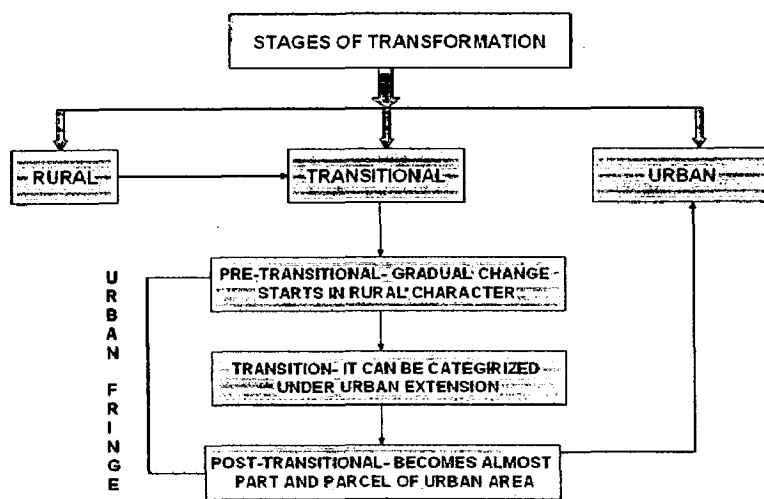 STAGES OF TRANSFORMATION
RURAL
TRANSITIONAL
URBAN
PRE-TRANSITIONAL- GRADUAL CHANGE
STARTS IN RURAL CHARACTER
TRANSITION- IT CAN BE CATEGIRIZED
UNDER URBAN EXTENSION
POST-TRANSITIONAL- BECOMES ALMOST
PART AND PARCEL OF URBAN AREA
URBAN FRINGE